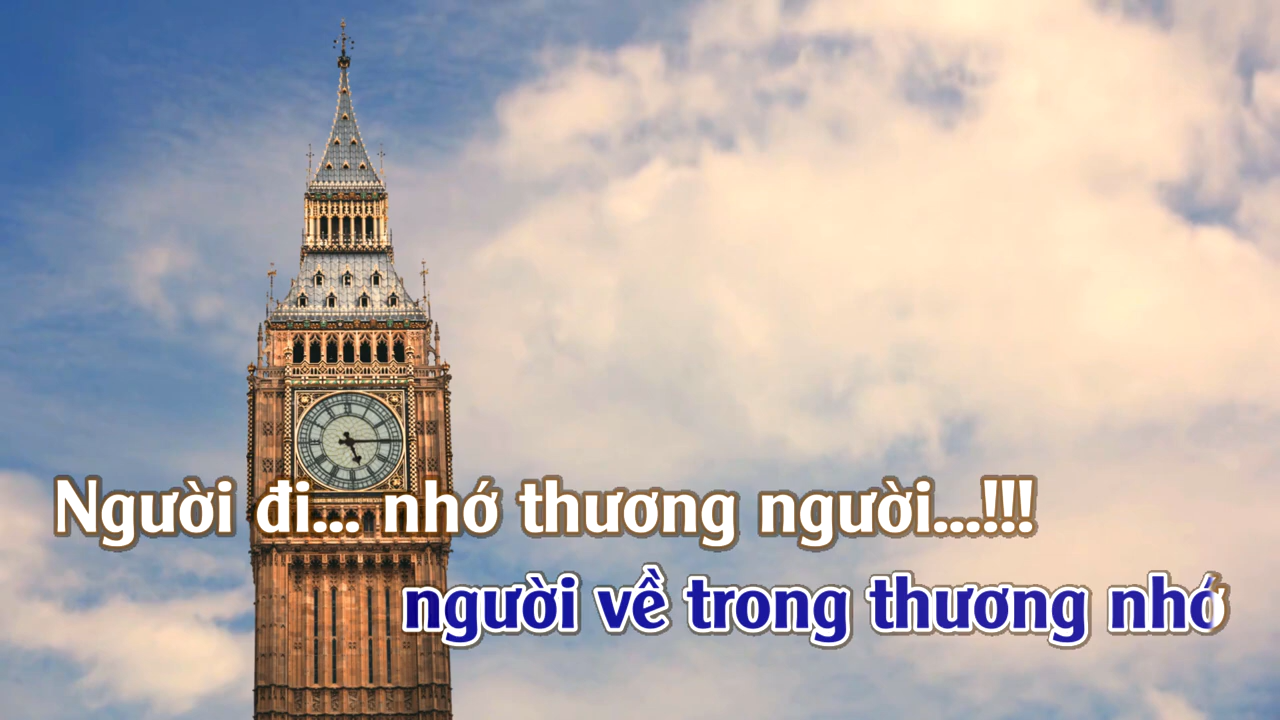 Người đi... nhớ thương người...!!!
người về trong thương nhớ